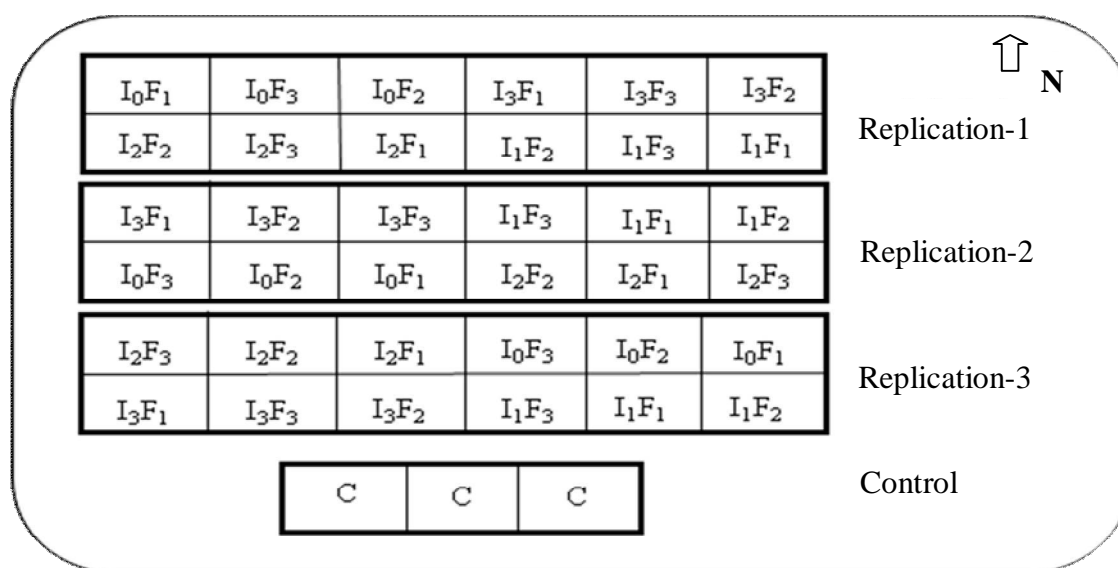 N
I₀F₁ I₀F₃ I₀F₂ I₃F₁ I₃F₃ I₃F₂
Replication-1
I₂F₂ I₂F₃ I₂F₁ I₁F₂ I₁F₃ I₁F₁
I₃F₁ I₃F₂ I₃F₃ I₁F₃ I₁F₁ I₁F₂
Replication-2
I₀F₃ I₀F₂ I₀F₁ I₂F₂ I₂F₁ I₂F₃
I₂F₃ I₂F₂ I₂F₁ I₀F₃ I₀F₂ I₀F₁
Replication-3
I₃F₁ I₃F₃ I₃F₂ I₁F₃ I₁F₁ I₁F₂
C C C Control